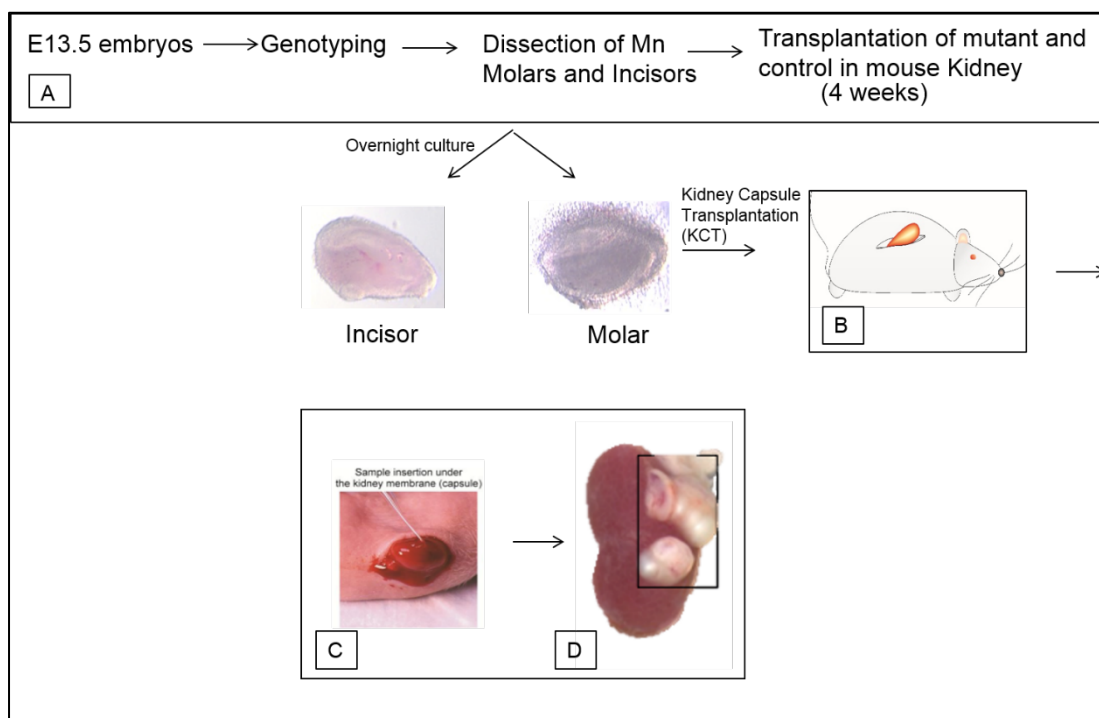 E13.5 embryos
Genotyping
Dissection of Mn
Molars and Incisors
Transplantation of mutant and
control in mouse Kidney
(4 weeks)
A
Overnight culture
Incisor
Molar
Kidney Capsule
Transplantation
(KCT)
B
Sample insertion under
the kidney membrane (capsule)
C
D